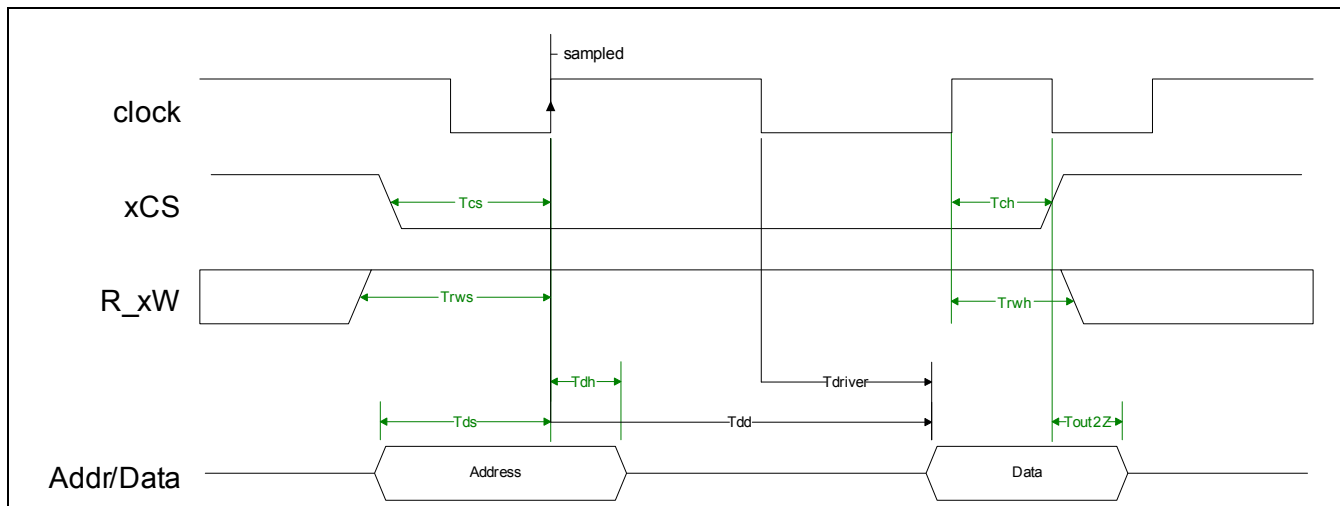 sampled
clock
xCS
Tcs
Tch
R_xW
Trws
Trwh
Tdh
Tdriver
Tds
Tdd
Tout2Z
Addr/Data
Address
Data